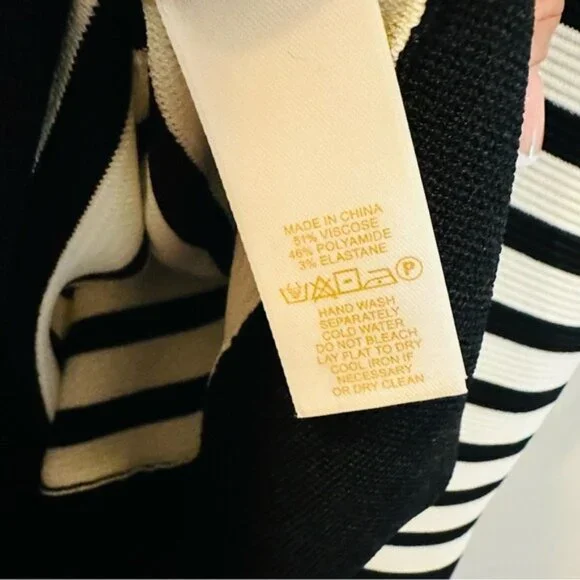 MADE IN CHINA
51% VISCOSE
46% POLYAMIDE
3% ELASTANE
P
HAND WASH
SEPARATELY
COLD WATER
DO NOT BLEACH
LAY FLAT TO DRY
COOL IRON IF
NECESSARY
OR DRY CLEAN